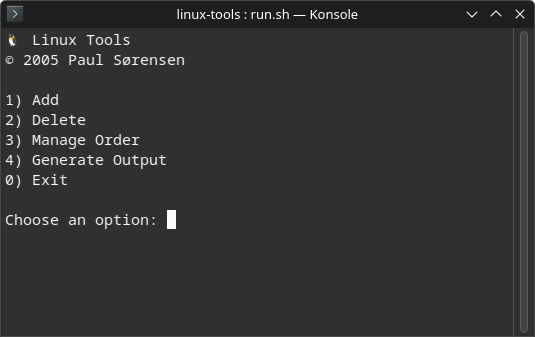 linux-tools : run.sh — Konsole
🐧 Linux Tools
© 2005 Paul Sørensen
1) Add
2) Delete
3) Manage Order
4) Generate Output
0) Exit
Choose an option: